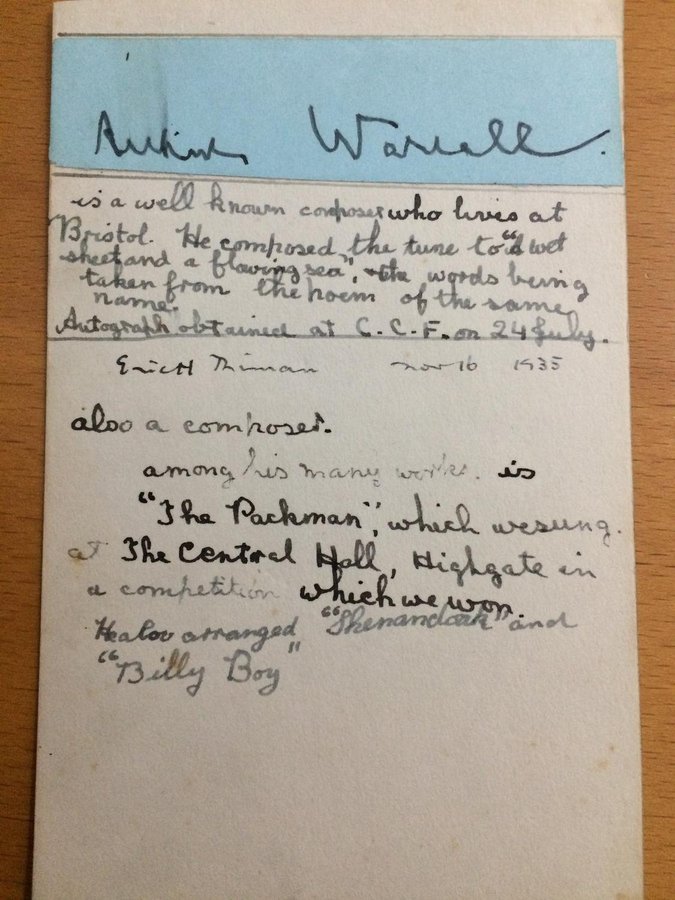 Arthur Warrell.
is a well known composer who lives at
Bristol. He composed the tune to "A wet
sheet and a flowing sea", the words being
taken from the poem of the same
name.
Autograph obtained at C.C.F. on 24 July.
Eric H Thiman Nov 16 1935
also a composer.
among his many works. is
"The Packman", which we sung.
at The Central Hall, Highgate in
a competition which we won.
He also arranged "Shenandoah" and
"Billy Boy"